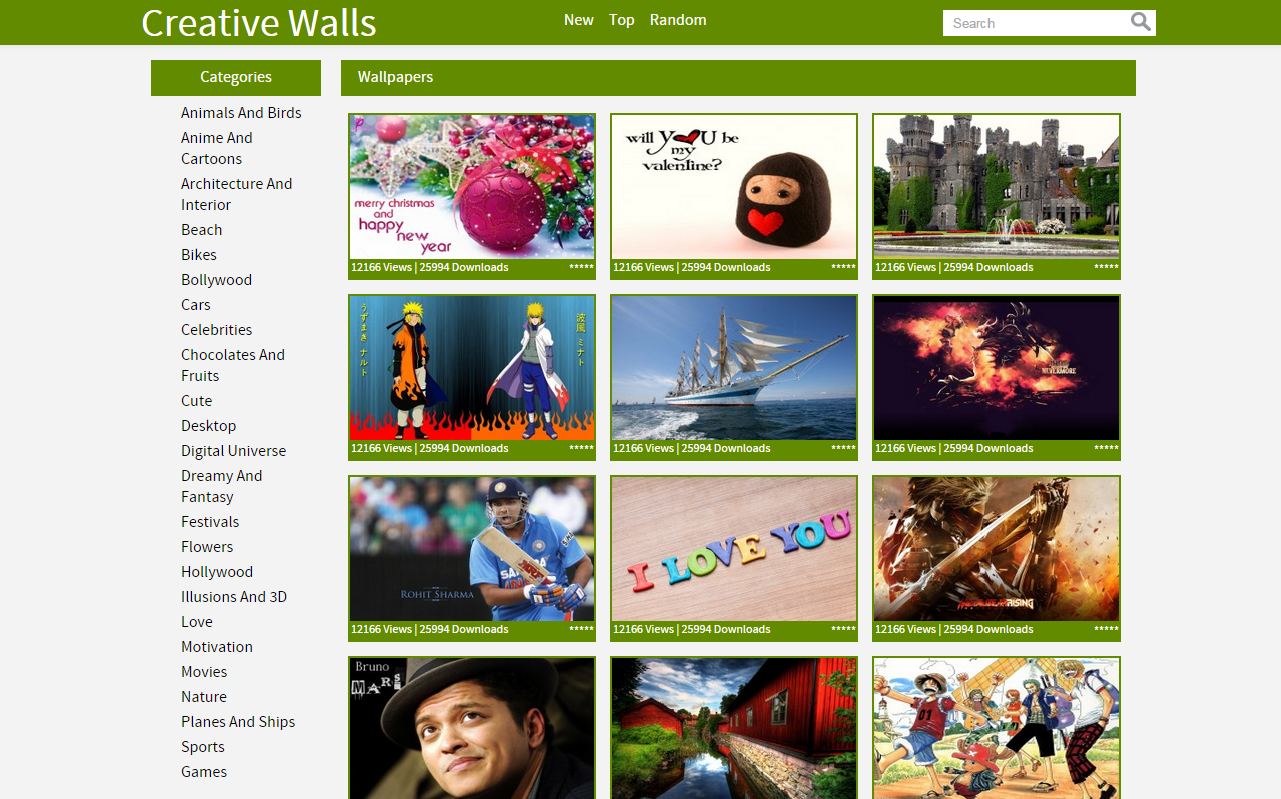 Creative Walls
New Top Random
Search
Categories
Wallpapers
Animals And Birds
Anime And
Cartoons
Architecture And
Interior
Beach
Bikes
Bollywood
Cars
Celebrities
Chocolates And
Fruits
Cute
Desktop
Digital Universe
Dreamy And
Fantasy
Festivals
Flowers
Hollywood
Illusions And 3D
Love
Motivation
Movies
Nature
Planes And Ships
Sports
Games
merry christmas
and
happy
new
year
12166 Views | 25994 Downloads *****
will YOU be
my
valentine?
12166 Views | 25994 Downloads *****
12166 Views | 25994 Downloads *****
うずまき ナルト
波風 ミナト
12166 Views | 25994 Downloads *****
12166 Views | 25994 Downloads *****
NEVERMORE
12166 Views | 25994 Downloads *****
ROHIT SHARMA
12166 Views | 25994 Downloads *****
I LOVE YOU
12166 Views | 25994 Downloads *****
METAL GEAR RISING
12166 Views | 25994 Downloads *****
Bruno
MARS
01